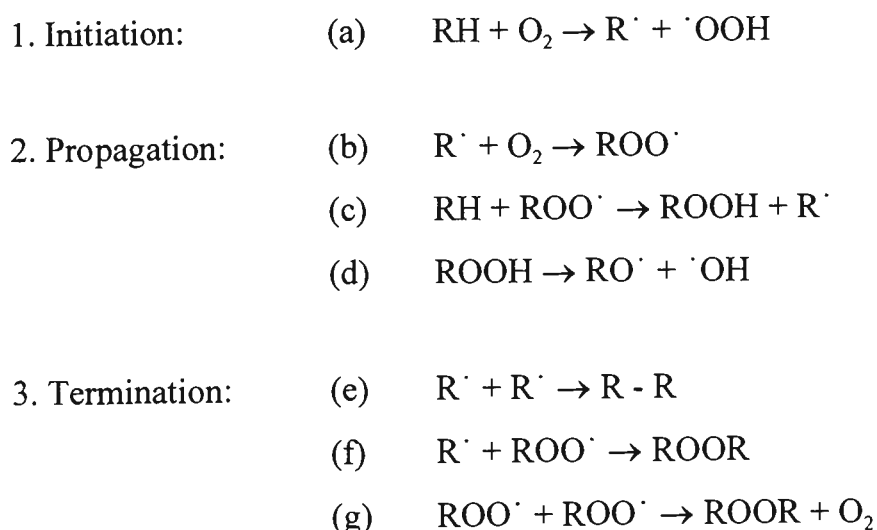 1. Initiation: (a) RH + O₂ → R˙ + ˙OOH
2. Propagation: (b) R˙ + O₂ → ROO˙
(c) RH + ROO˙ → ROOH + R˙
(d) ROOH → RO˙ + ˙OH
3. Termination: (e) R˙ + R˙ → R - R
(f) R˙ + ROO˙ → ROOR
(g) ROO˙ + ROO˙ → ROOR + O₂